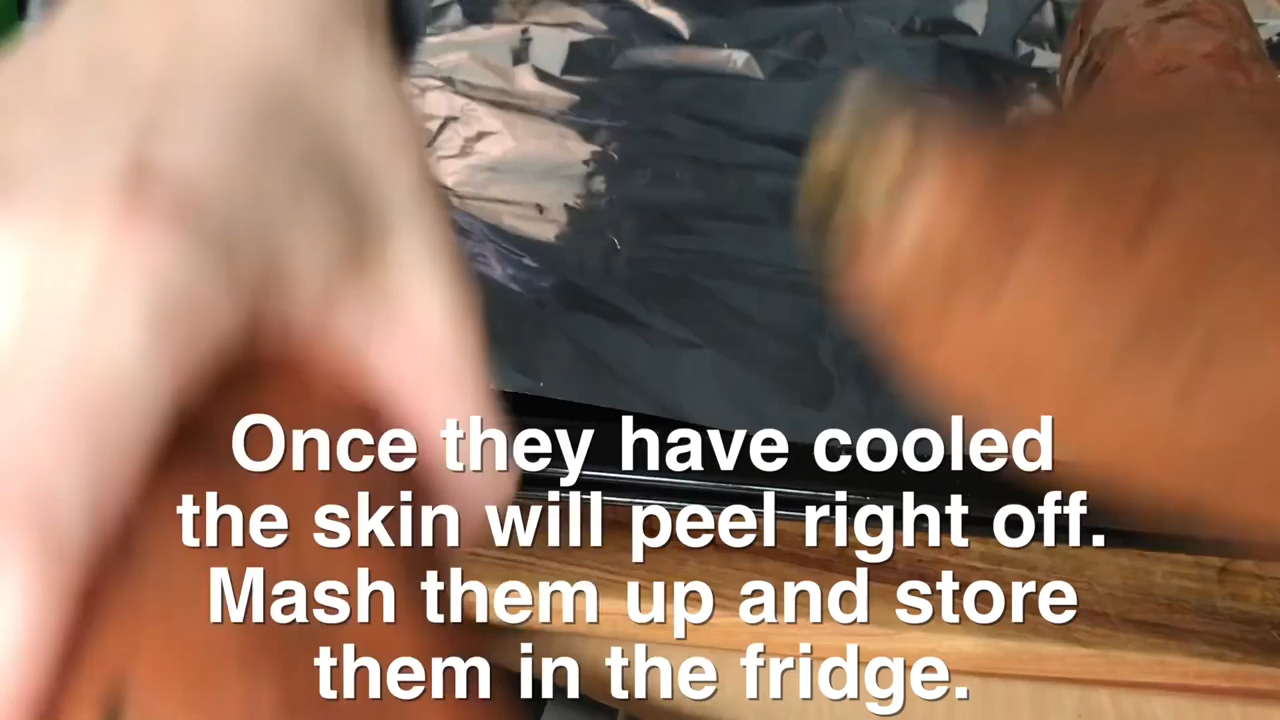 Once they have cooled
the skin will peel right off.
Mash them up and store
them in the fridge.